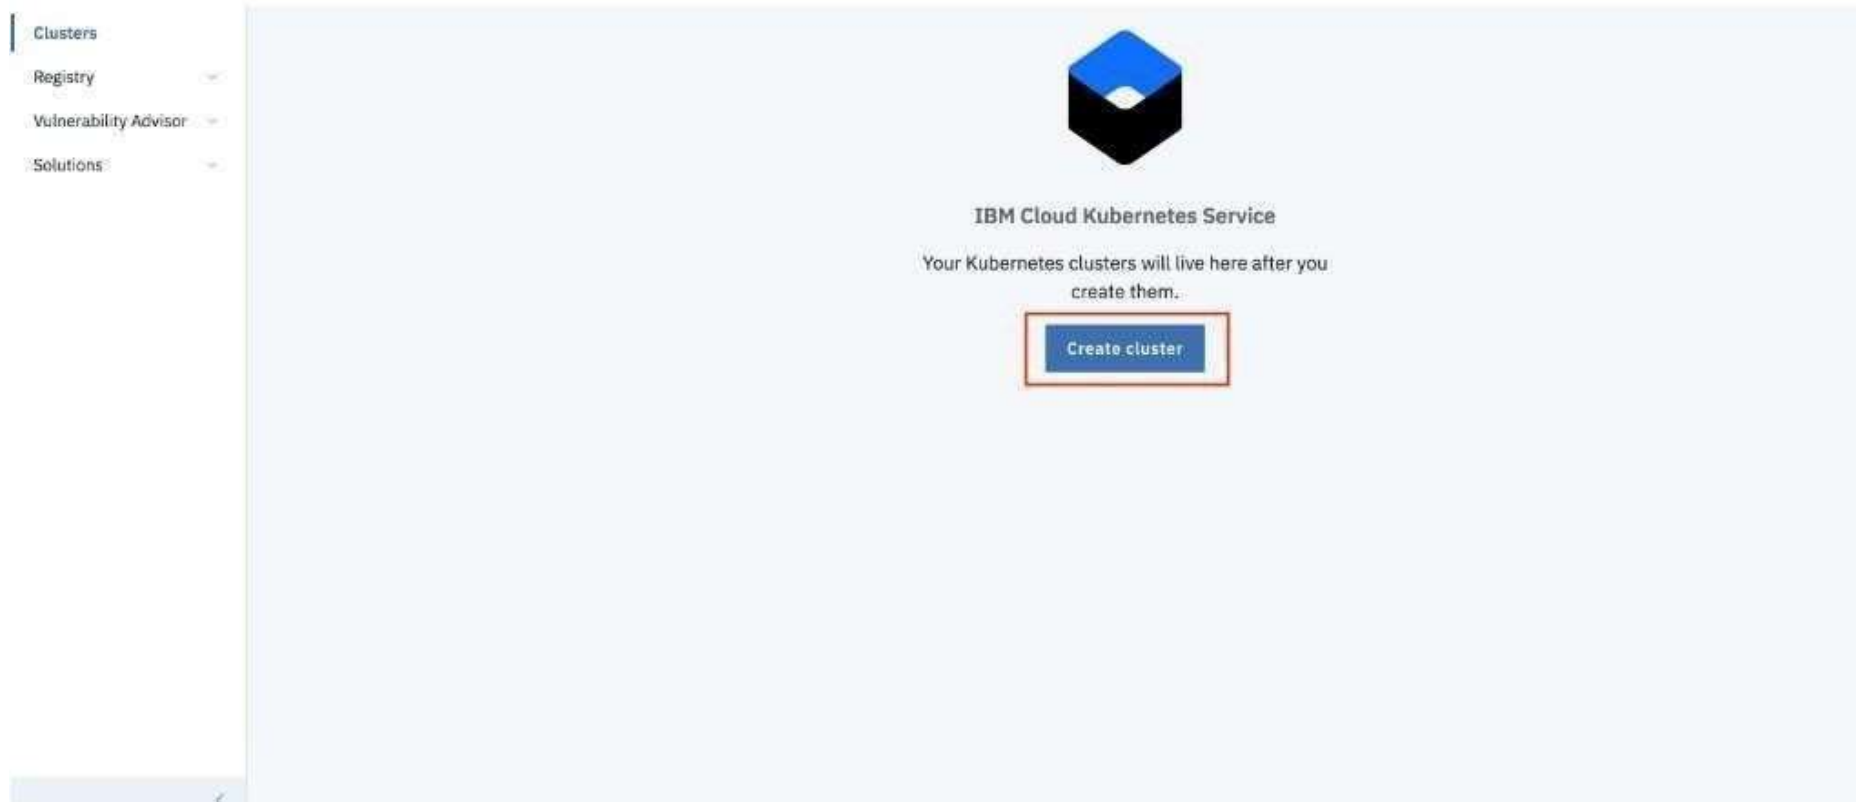 Clusters
Registry
Vulnerability Advisor
Solutions
IBM Cloud Kubernetes Service
Your Kubernetes clusters will live here after you
create them.
Create cluster